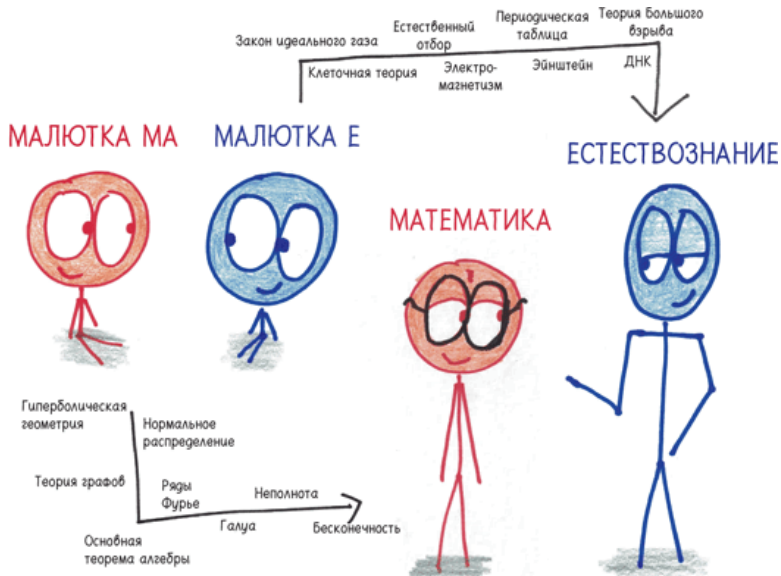 Закон идеального газа
Естественный
отбор
Периодическая
таблица
Теория Большого
взрыва
Клеточная теория
Электро-
магнетизм
Эйнштейн
ДНК
МАЛЮТКА МА
МАЛЮТКА Е
ЕСТЕСТВОЗНАНИЕ
МАТЕМАТИКА
Гиперболическая
геометрия
Нормальное
распределение
Теория графов
Ряды
Фурье
Неполнота
Галуа
Бесконечность
Основная
теорема алгебры